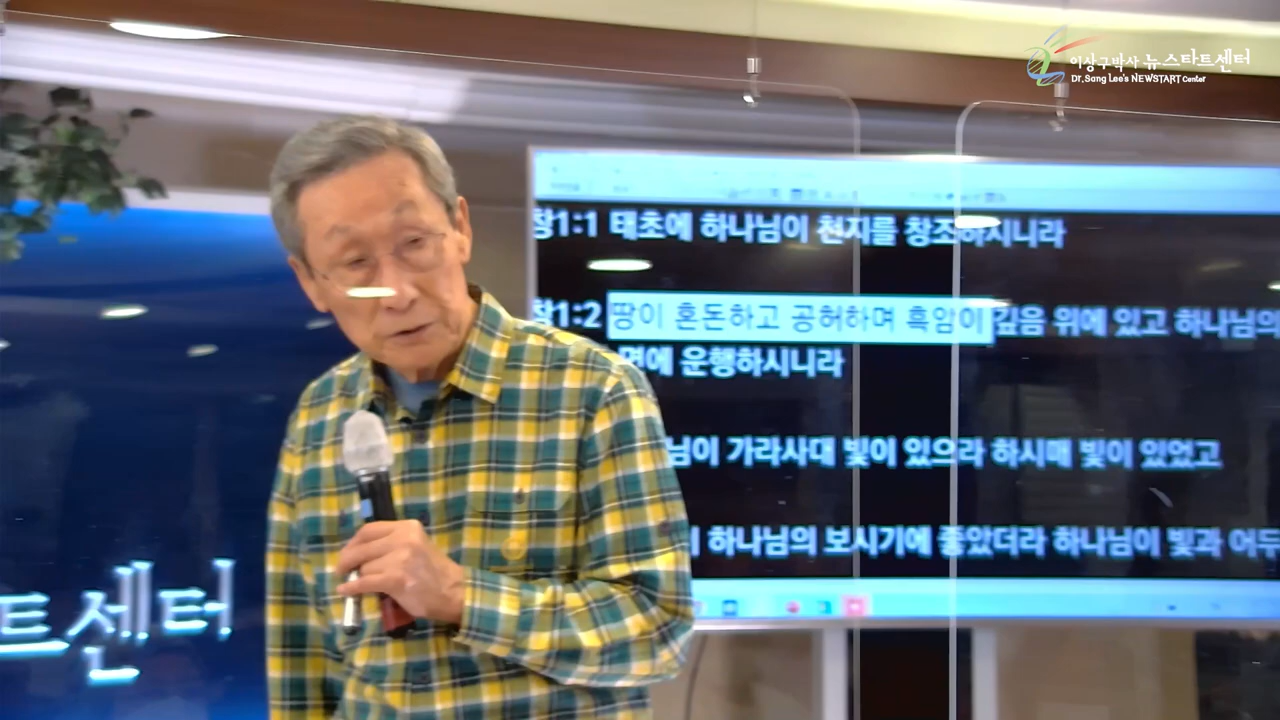 이상구박사 뉴스타트센터
Dr. Sang Lee's NEWSTART Center
창1:1 태초에 하나님이 천지를 창조하시니라
창1:2 땅이 혼돈하고 공허하며 흑암이 깊음 위에 있고 하나님의
면에 운행하시니라
님이 가라사대 빛이 있으라 하시매 빛이 있었고
하나님의 보시기에 좋았더라 하나님이 빛과 어두
트센터